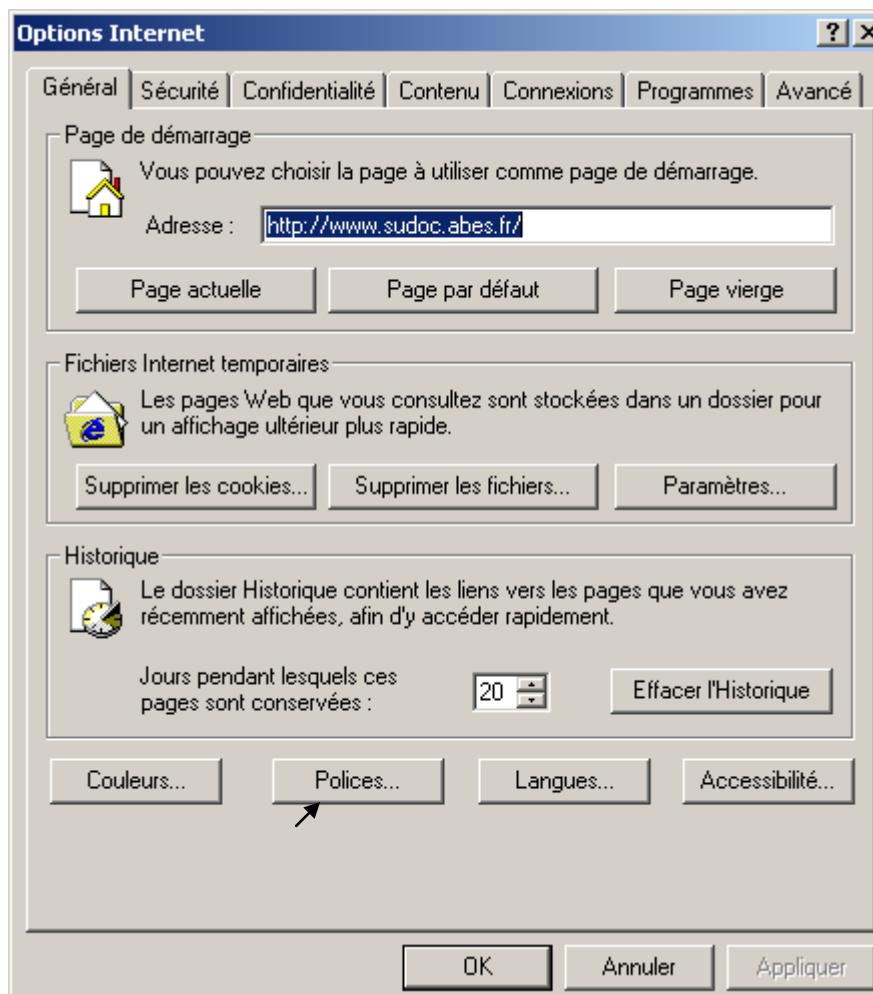 Options Internet
Général Sécurité Confidentialité Contenu Connexions Programmes Avancé
Page de démarrage
Vous pouvez choisir la page à utiliser comme page de démarrage.
Adresse : http://www.sudoc.abes.fr/
Page actuelle Page par défaut Page vierge
Fichiers Internet temporaires
Les pages Web que vous consultez sont stockées dans un dossier pour
un affichage ultérieur plus rapide.
Supprimer les cookies... Supprimer les fichiers... Paramètres...
Historique
Le dossier Historique contient les liens vers les pages que vous avez
récemment affichées, afin d'y accéder rapidement.
Jours pendant lesquels ces
pages sont conservées : 20 Effacer l'Historique
Couleurs... Polices... Langues... Accessibilité...
OK Annuler Appliquer